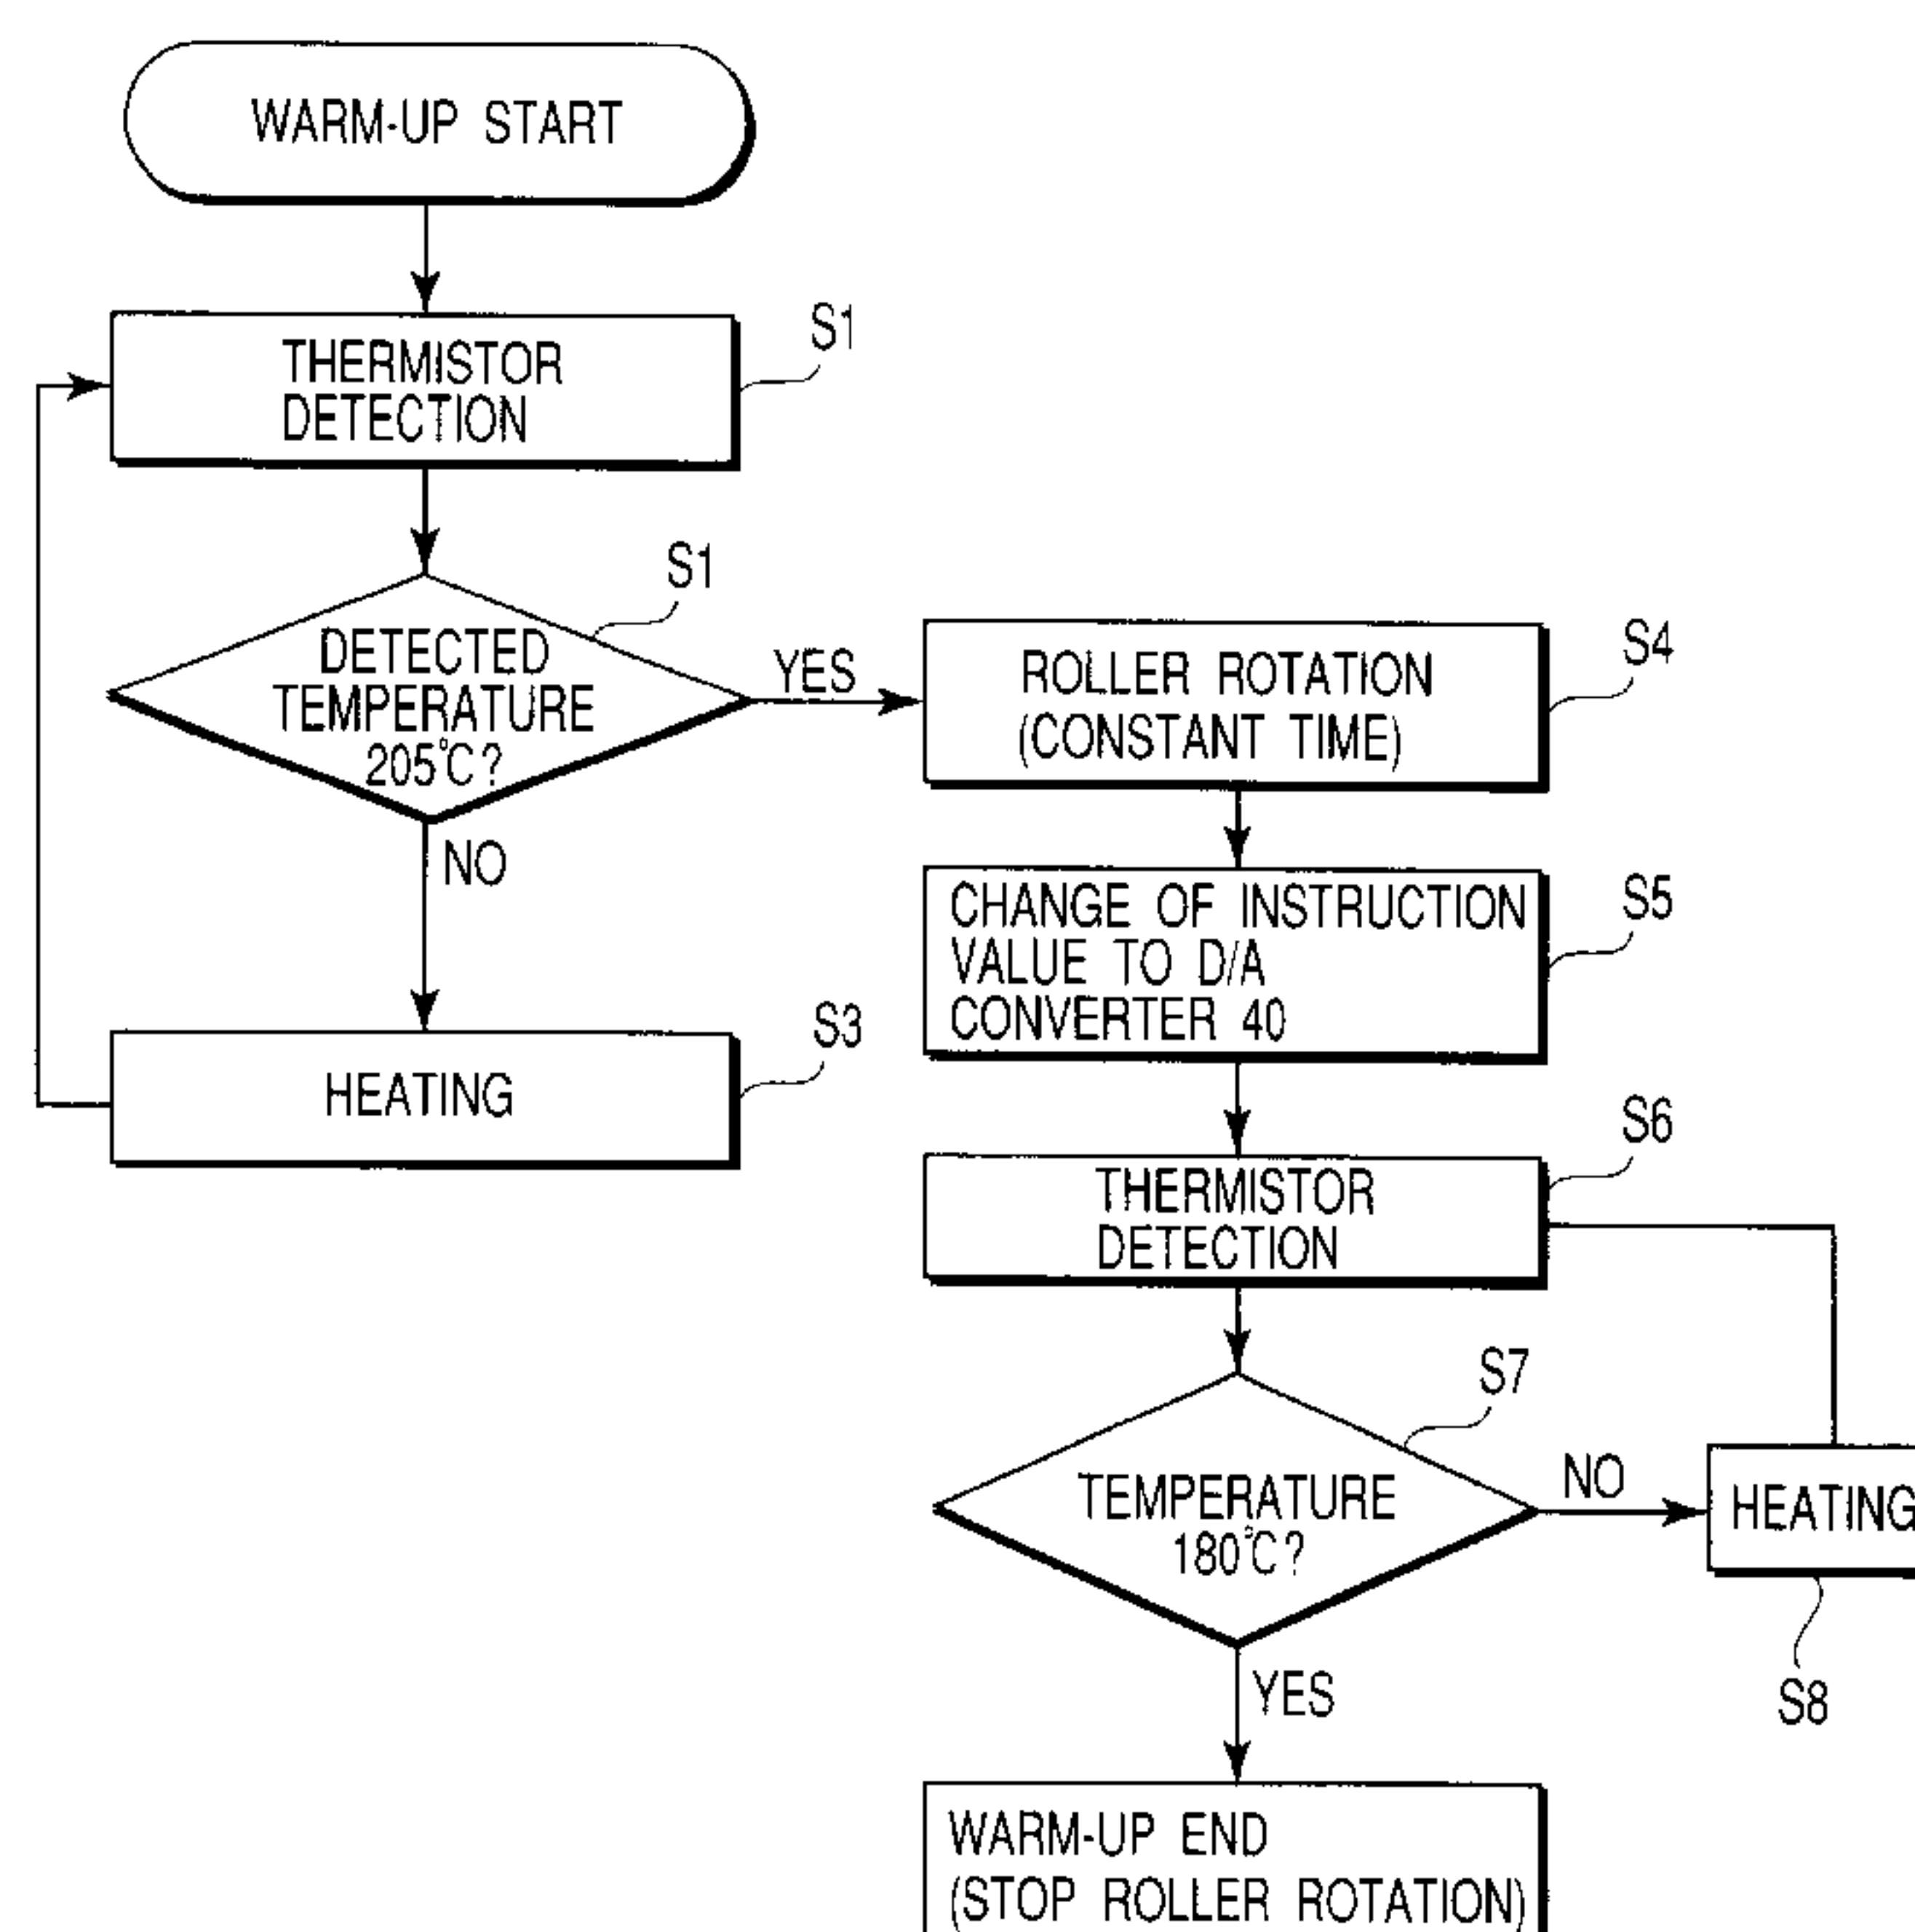 WARM-UP START
THERMISTOR
DETECTION
S1
DETECTED
TEMPERATURE
205°C?
S1
YES
NO
HEATING
S3
ROLLER ROTATION
(CONSTANT TIME)
S4
CHANGE OF INSTRUCTION
VALUE TO D/A
CONVERTER 40
S5
THERMISTOR
DETECTION
S6
TEMPERATURE
180°C?
S7
NO
HEATING
S8
YES
WARM-UP END
(STOP ROLLER ROTATION)